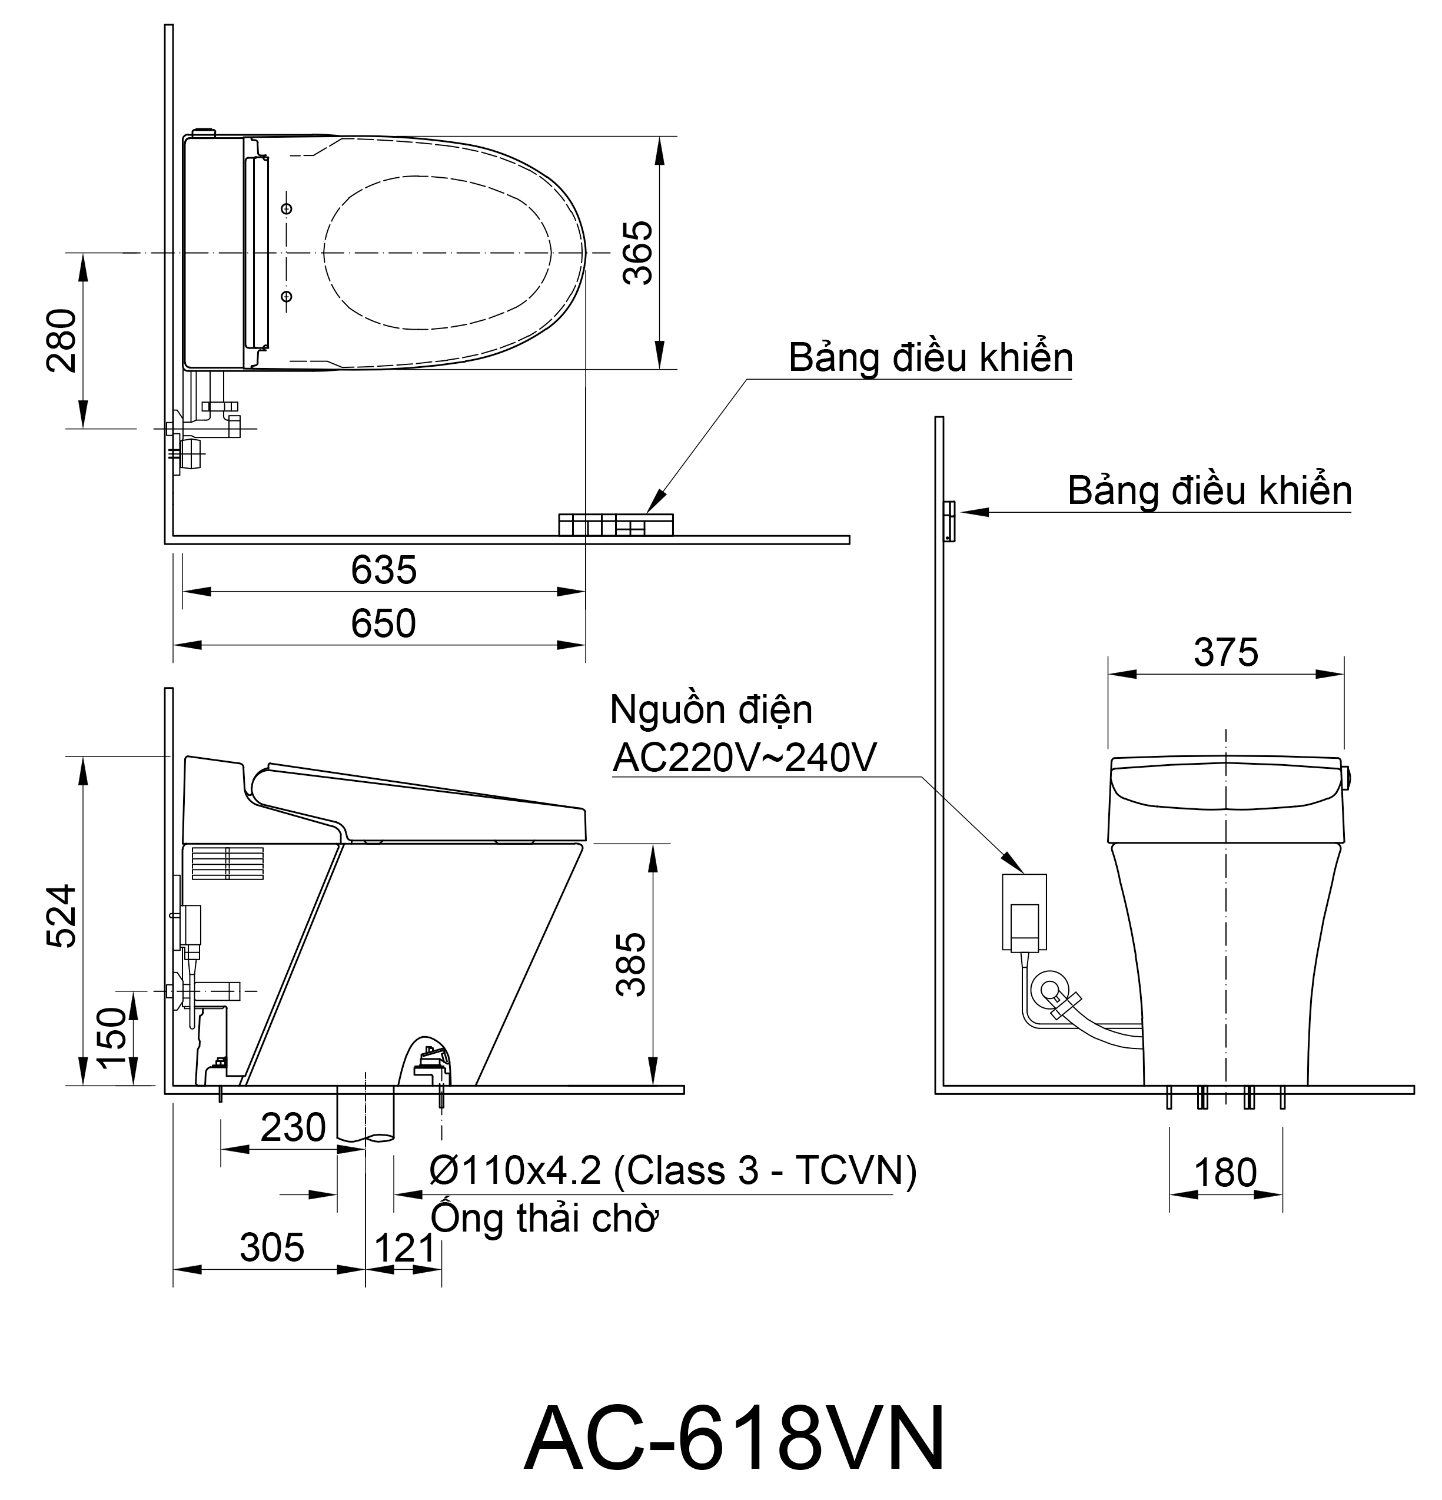 365
280
Bảng điều khiển
Bảng điều khiển
635
650
375
Nguồn điện
AC220V~240V
524
385
150
230
Ø110x4.2 (Class 3 - TCVN)
Ống thải chờ
180
305
121
AC-618VN